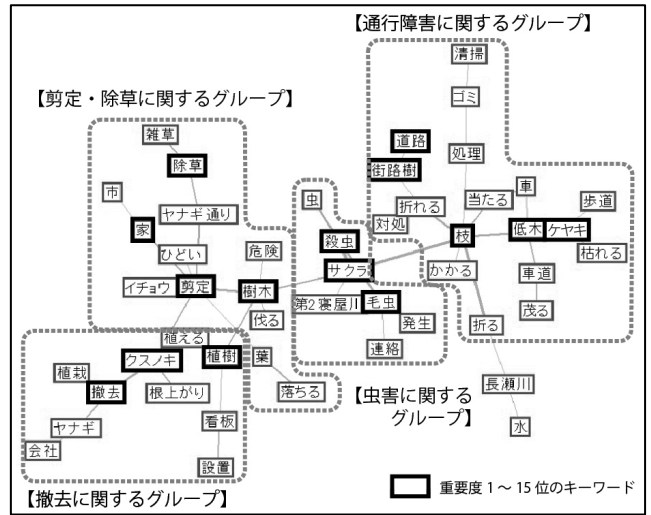 【通行障害に関するグループ】
清掃
ゴミ
処理
道路
街路樹
折れる
対処
当たる
車
歩道
枝
低木
ケヤキ
枯れる
かかる
車道
茂る
折る
長瀬川
水
【剪定・除草に関するグループ】
雑草
除草
市
家
ヤナギ通り
ひどい
危険
イチョウ
剪定
樹木
伐る
葉
落ちる
虫
殺虫
サクラ
第2寝屋川
毛虫
発生
連絡
【虫害に関する
グループ】
植える
クスノキ
植樹
植栽
撤去
根上がり
ヤナギ
看板
会社
設置
【撤去に関するグループ】
重要度1~15位のキーワード